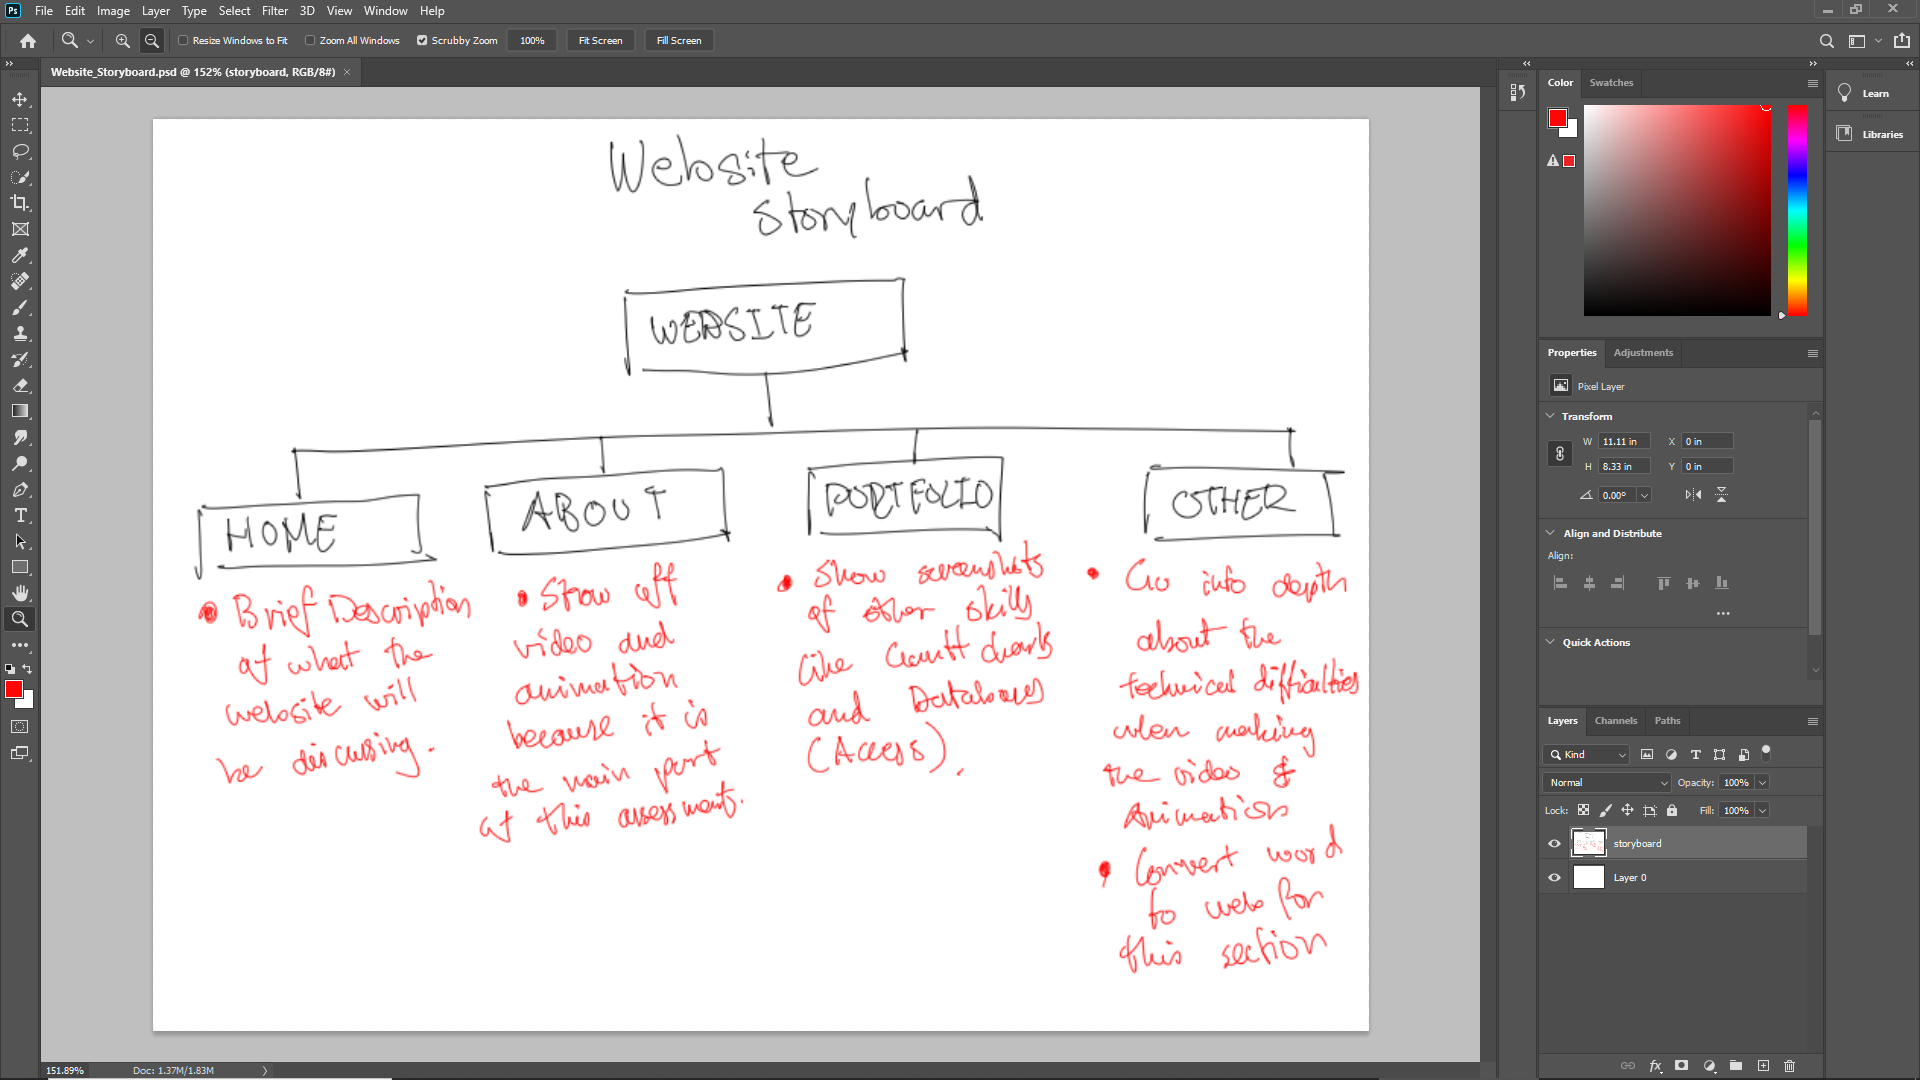 File Edit Image Layer Type Select Filter 3D View Window Help
Resize Windows to Fit Zoom All Windows Scrubby Zoom 100% Fit Screen Fill Screen
Website_Storyboard.psd @ 152% (storyboard, RGB/8#)
Website
storyboard
WEBSITE
HOME
ABOUT
PORTFOLIO
OTHER
Brief Description
of what the
website will
be discussing.
Show off
video and
animation
because it is
the main part
of this assessment.
Show screenshots
of other skills
like Gantt charts
and Databases
(Access).
Go into depth
about the
technical difficulties
when making
the video &
Animation
Convert word
to web for
this section
Color Swatches
Learn
Libraries
Properties Adjustments
Pixel Layer
Transform
W 11.11 in X 0 in
H 8.33 in Y 0 in
0.00°
Align and Distribute
Align:
Quick Actions
Layers Channels Paths
Kind
Normal Opacity: 100%
Lock: Fill: 100%
storyboard
Layer 0
151.89% Doc: 1.37M/1.83M